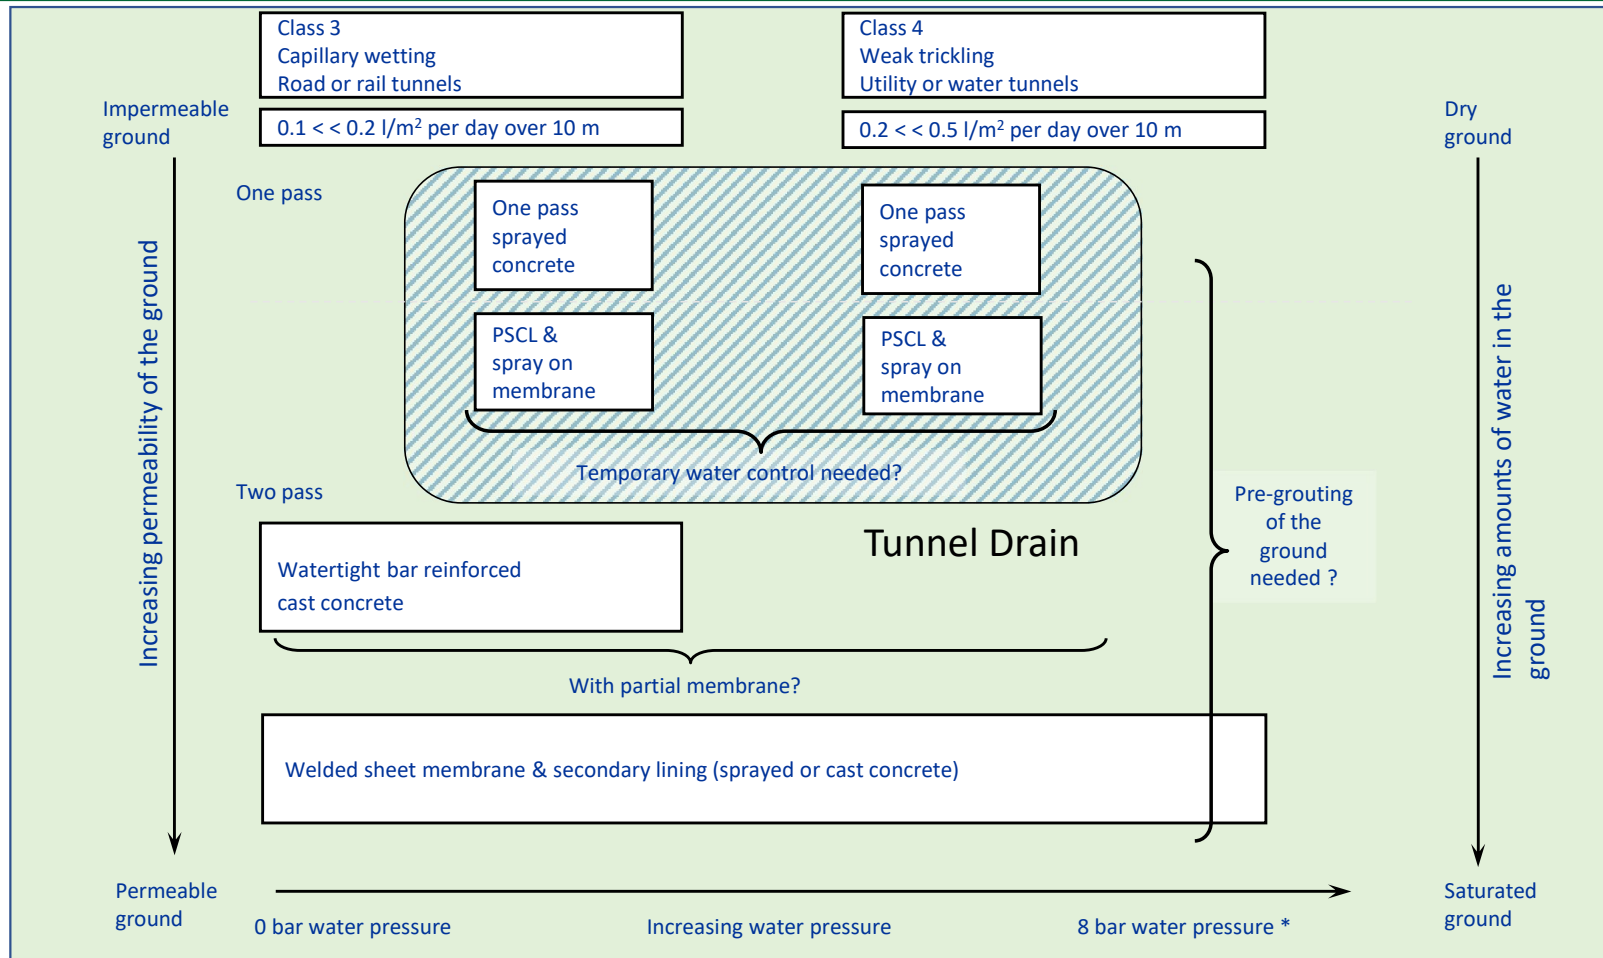 Class 3
Capillary wetting
Road or rail tunnels
Class 4
Weak trickling
Utility or water tunnels
Impermeable
ground
0.1 < < 0.2 l/m² per day over 10 m
0.2 < < 0.5 l/m² per day over 10 m
Dry
ground
One pass
One pass
sprayed
concrete
One pass
sprayed
concrete
PSCL &
spray on
membrane
PSCL &
spray on
membrane
Temporary water control needed?
Increasing permeability of the ground
Increasing amounts of water in the
ground
Two pass
Pre-grouting
of the
ground
needed ?
Tunnel Drain
Watertight bar reinforced
cast concrete
With partial membrane?
Welded sheet membrane & secondary lining (sprayed or cast concrete)
Permeable
ground
Saturated
ground
0 bar water pressure
Increasing water pressure
8 bar water pressure *